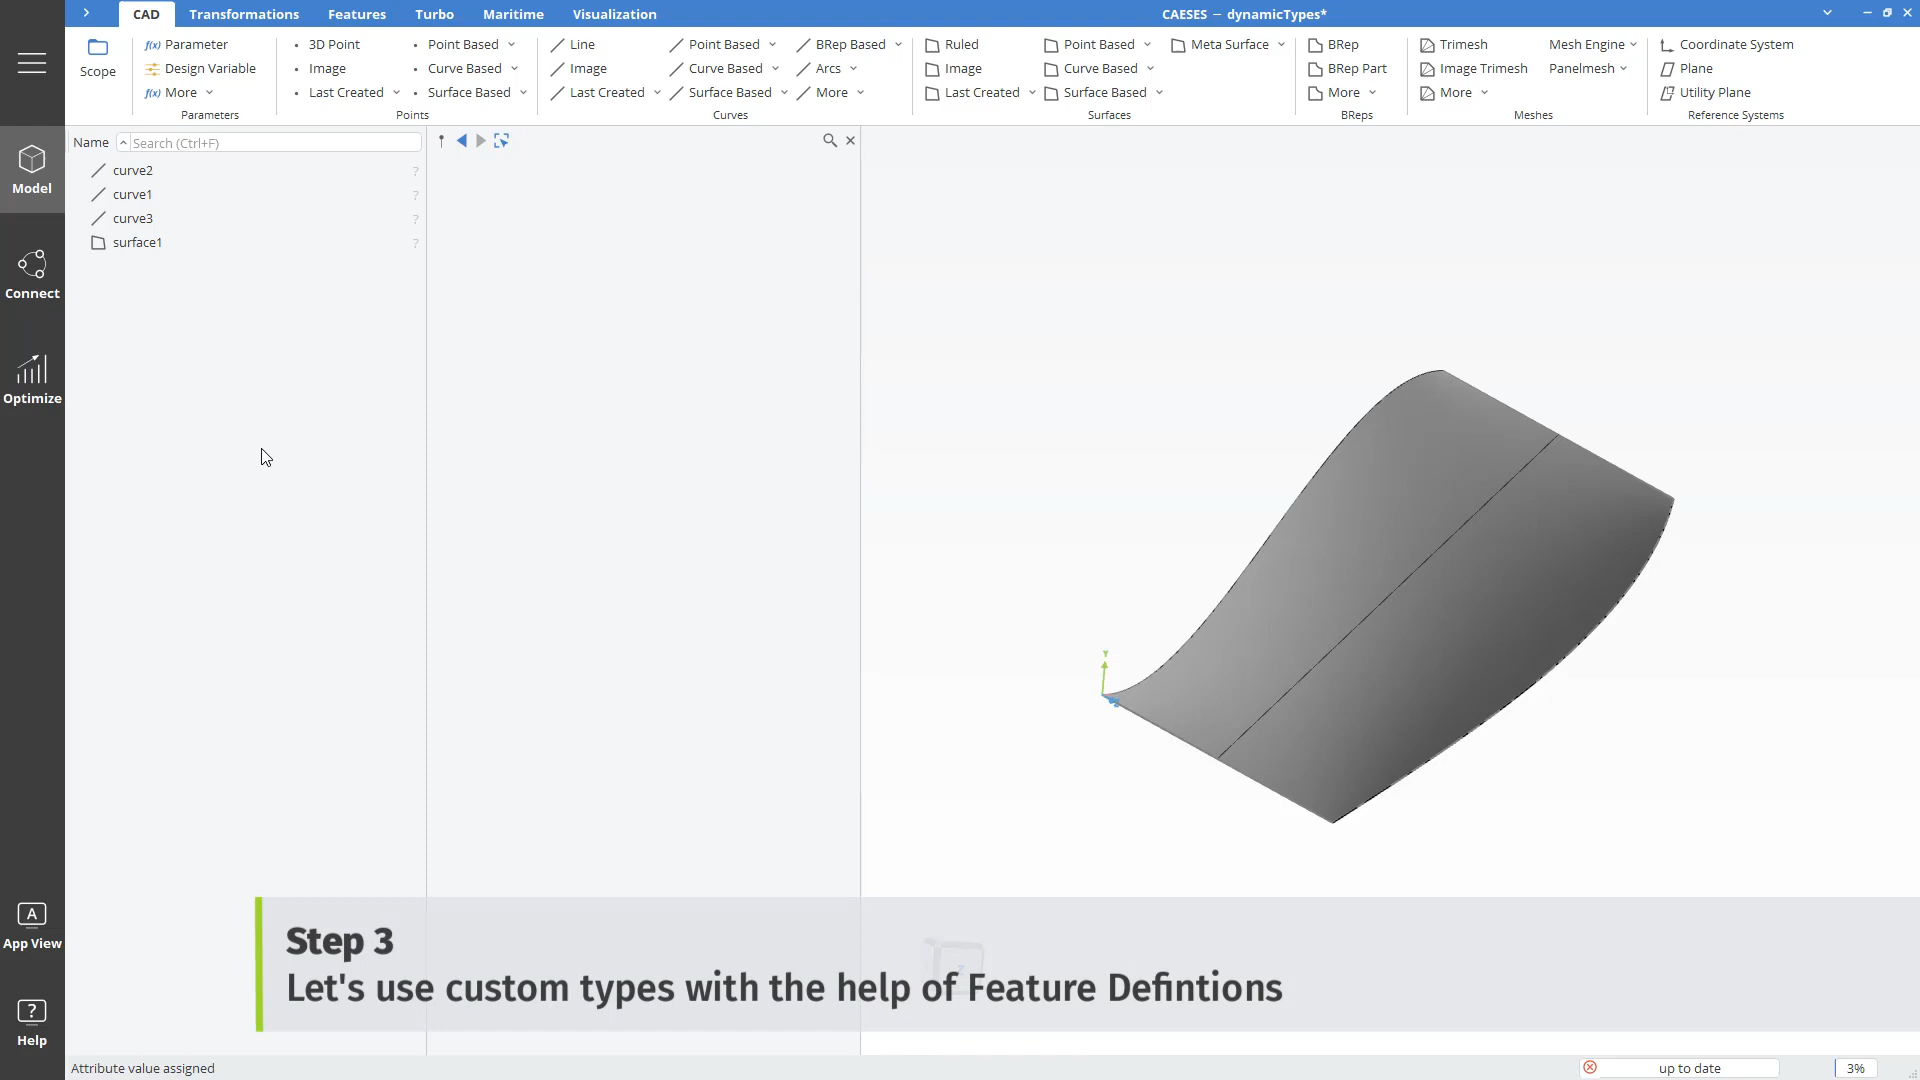 CAD
Transformations
Features
Turbo
Maritime
Visualization
CAESES – dynamicTypes*
Scope
f(x) Parameter
Design Variable
f(x) More
Parameters
3D Point
Image
Last Created
Point Based
Curve Based
Surface Based
Points
Line
Image
Last Created
Point Based
Curve Based
Surface Based
BRep Based
Arcs
More
Curves
Ruled
Image
Last Created
Point Based
Curve Based
Surface Based
Meta Surface
Surfaces
BRep
BRep Part
More
BReps
Trimesh
Image Trimesh
More
Mesh Engine
Panelmesh
Meshes
Coordinate System
Plane
Utility Plane
Reference Systems
Model
Connect
Optimize
A
App View
?
Help
Name
Search (Ctrl+F)
curve2 ?
curve1 ?
curve3 ?
surface1 ?
Y
Step 3
Let's use custom types with the help of Feature Defintions
Attribute value assigned
up to date
3%